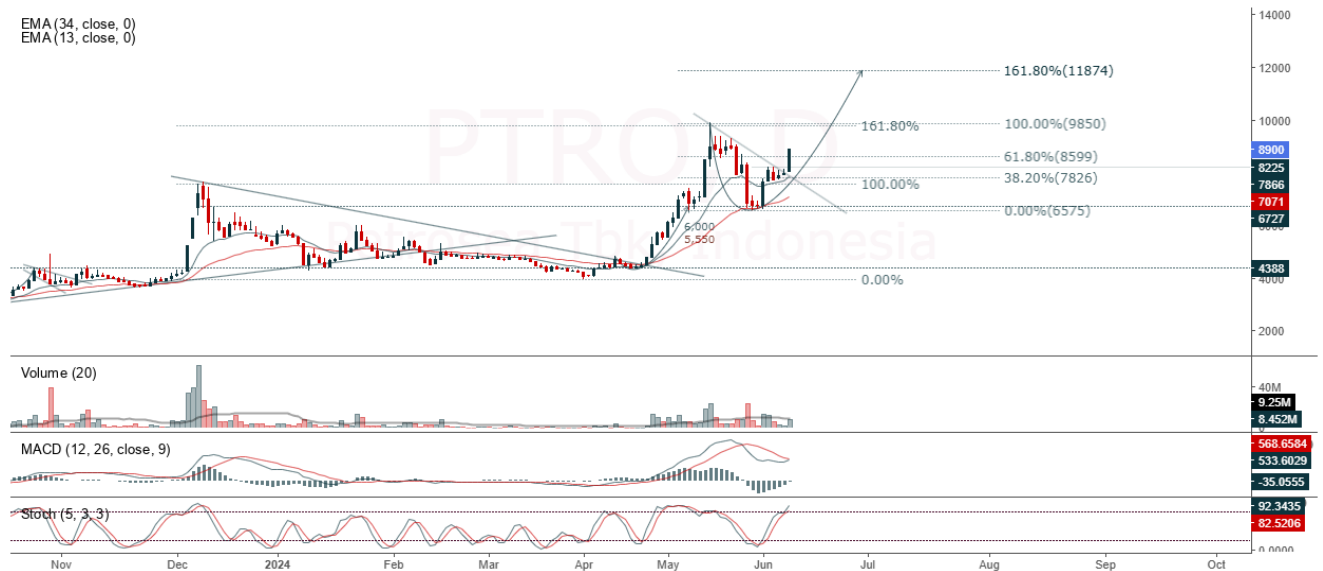 EMA (34, close, 0)
EMA (13, close, 0)
14000
12000
10000
8900
8225
7866
7071
6727
4388
4000
2000
161.80%(11874)
100.00%(9850)
61.80%(8599)
38.20%(7826)
0.00%(6575)
161.80%
100.00%
0.00%
6,000
5,550
PTRO
D
Tbk
Indonesia
Volume (20)
40M
9.25M
8.452M
MACD (12, 26, close, 9)
568.6584
533.6029
-35.0555
Stoch (5, 3, 3)
92.3435
82.5206
0.0000
Nov
Dec
2024
Feb
Mar
Apr
May
Jun
Jul
Aug
Sep
Oct